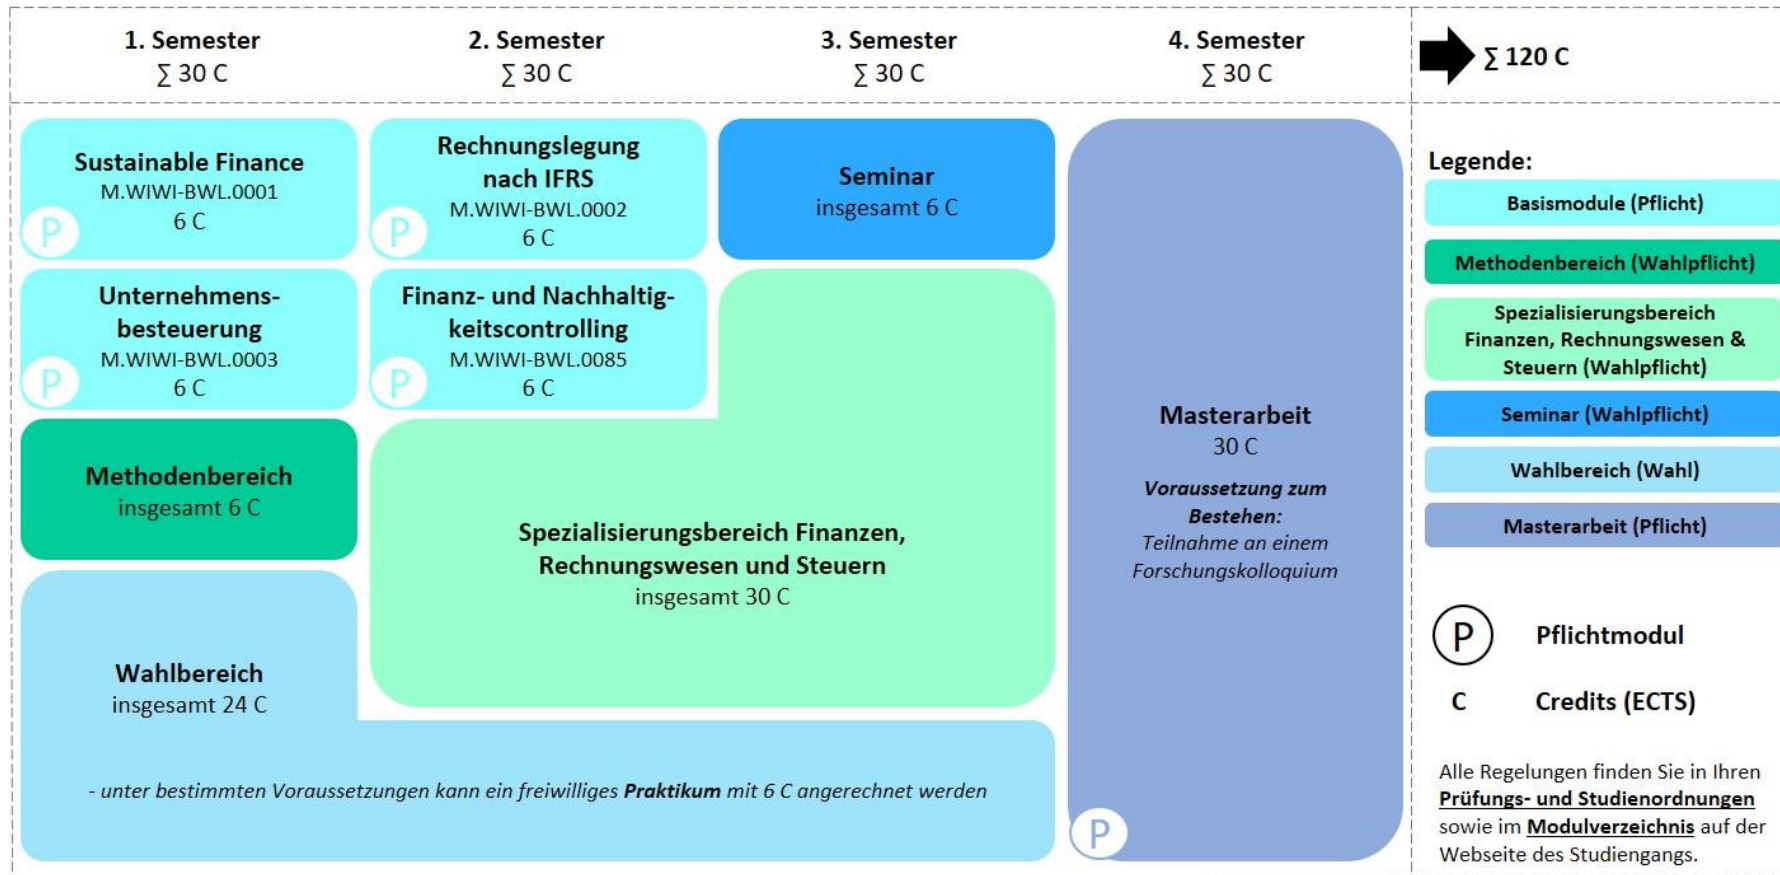 1. Semester
∑ 30 C
2. Semester
∑ 30 C
3. Semester
∑ 30 C
4. Semester
∑ 30 C
∑ 120 C
Sustainable Finance
M.WIWI-BWL.0001
6 C
P
Rechnungslegung
nach IFRS
M.WIWI-BWL.0002
6 C
P
Seminar
insgesamt 6 C
Unternehmens-
besteuerung
M.WIWI-BWL.0003
6 C
P
Finanz- und Nachhaltig-
keitscontrolling
M.WIWI-BWL.0085
6 C
P
Methodenbereich
insgesamt 6 C
Spezialisierungsbereich Finanzen,
Rechnungswesen und Steuern
insgesamt 30 C
Wahlbereich
insgesamt 24 C
- unter bestimmten Voraussetzungen kann ein freiwilliges Praktikum mit 6 C angerechnet werden
Masterarbeit
30 C
Voraussetzung zum
Bestehen:
Teilnahme an einem
Forschungskolloquium
P
Legende:
Basismodule (Pflicht)
Methodenbereich (Wahlpflicht)
Spezialisierungsbereich
Finanzen, Rechnungswesen &
Steuern (Wahlpflicht)
Seminar (Wahlpflicht)
Wahlbereich (Wahl)
Masterarbeit (Pflicht)
P Pflichtmodul
C Credits (ECTS)
Alle Regelungen finden Sie in Ihren
Prüfungs- und Studienordnungen
sowie im Modulverzeichnis auf der
Webseite des Studiengangs.